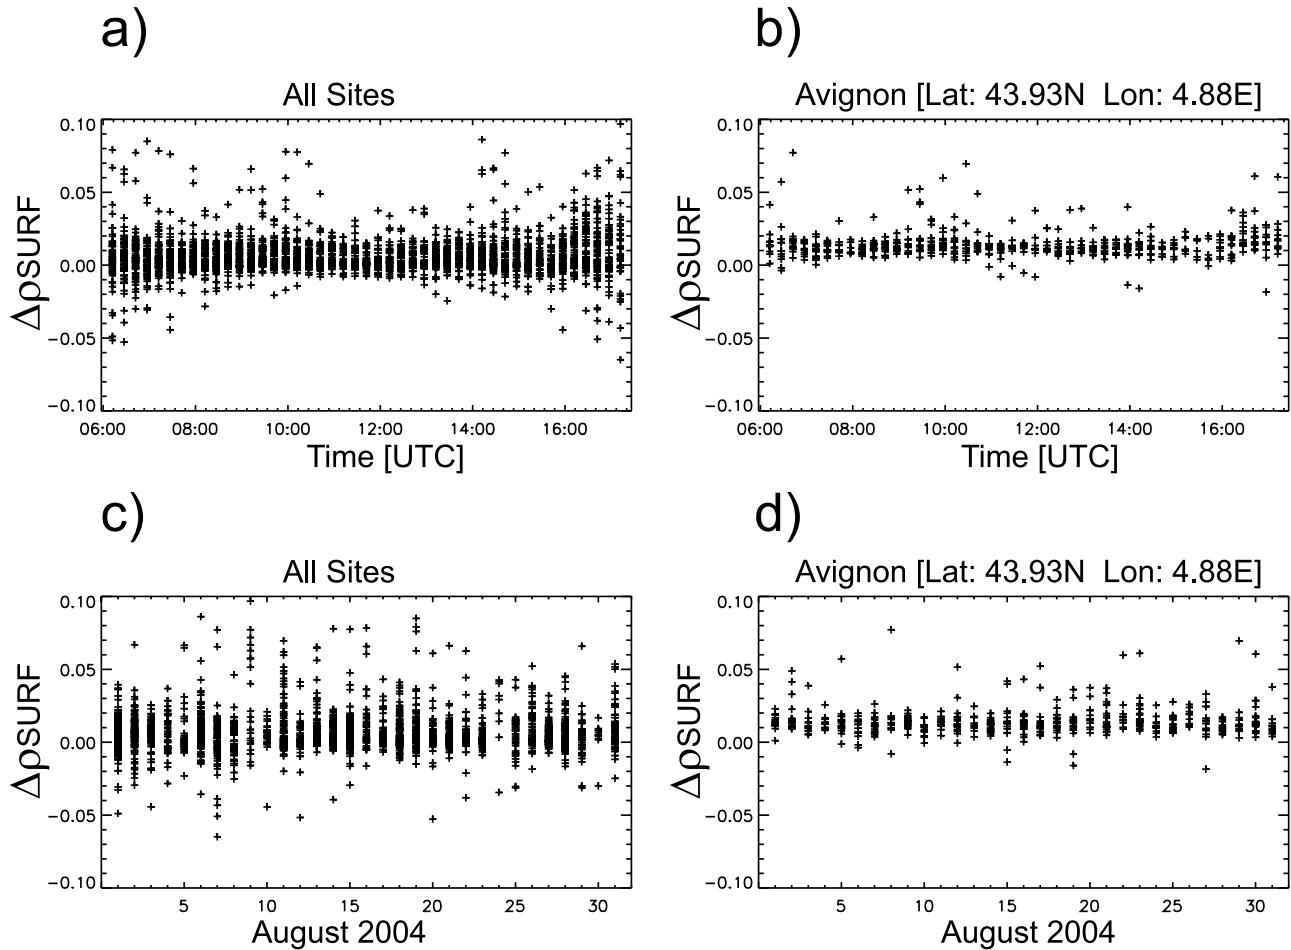 a)
All Sites
0.10
0.05
0.00
−0.05
−0.10
ΔρSURF
06:00 08:00 10:00 12:00 14:00 16:00
Time [UTC]
b)
Avignon [Lat: 43.93N Lon: 4.88E]
0.10
0.05
0.00
−0.05
−0.10
ΔρSURF
06:00 08:00 10:00 12:00 14:00 16:00
Time [UTC]
c)
All Sites
0.10
0.05
0.00
−0.05
−0.10
ΔρSURF
5 10 15 20 25 30
August 2004
d)
Avignon [Lat: 43.93N Lon: 4.88E]
0.10
0.05
0.00
−0.05
−0.10
ΔρSURF
5 10 15 20 25 30
August 2004